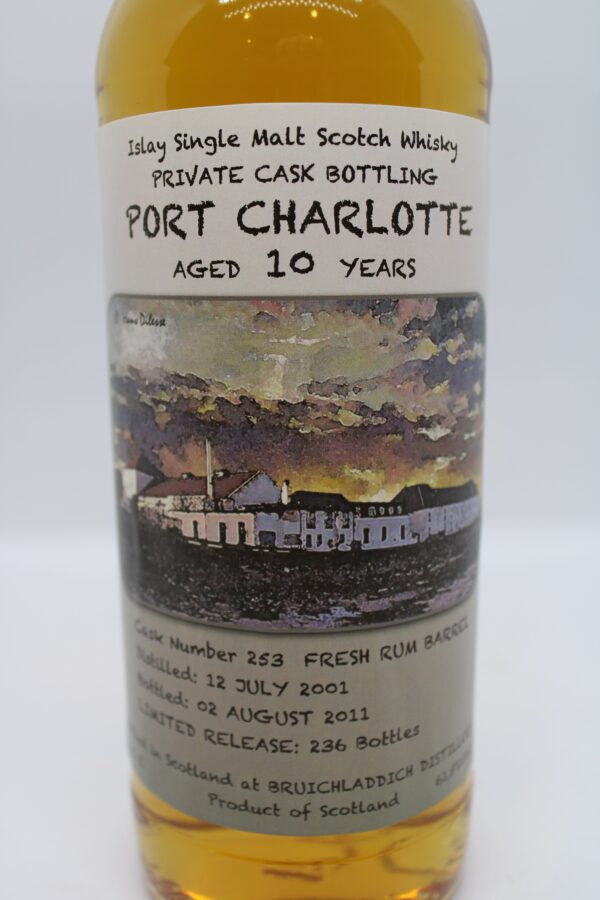 Islay Single Malt Scotch Whisky
PRIVATE CASK BOTTLING
PORT CHARLOTTE
AGED 10 YEARS
Dilesse
Cask Number 253 FRESH RUM BARREL
Distilled: 12 JULY 2001
Bottled: 02 AUGUST 2011
LIMITED RELEASE: 236 Bottles
in Scotland at BRUICHLADDICH
Product of Scotland